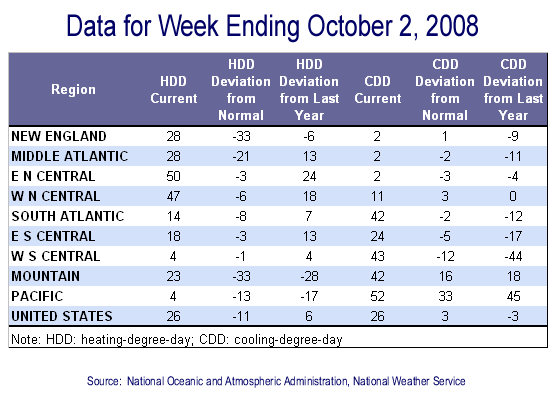 Data for Week Ending October 2, 2008
Region HDD Current HDD Deviation from Normal HDD Deviation from Last Year CDD Current CDD Deviation from Normal CDD Deviation from Last Year
NEW ENGLAND 28 -33 -6 2 1 -9
MIDDLE ATLANTIC 28 -21 13 2 -2 -11
E N CENTRAL 50 -3 24 2 -3 -4
W N CENTRAL 47 -6 18 11 3 0
SOUTH ATLANTIC 14 -8 7 42 -2 -12
E S CENTRAL 18 -3 13 24 -5 -17
W S CENTRAL 4 -1 4 43 -12 -44
MOUNTAIN 23 -33 -28 42 16 18
PACIFIC 4 -13 -17 52 33 45
UNITED STATES 26 -11 6 26 3 -3
Note: HDD: heating-degree-day; CDD: cooling-degree-day
Source: National Oceanic and Atmospheric Administration, National Weather Service